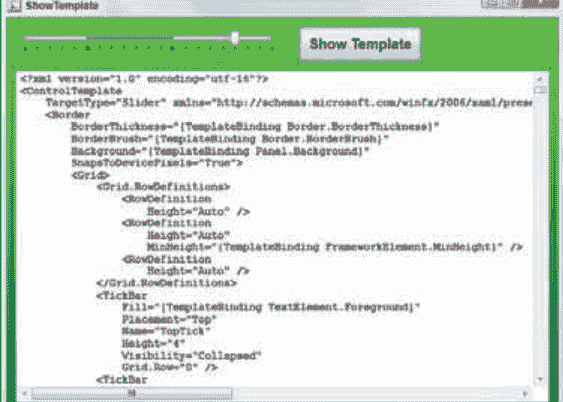 ShowTemplate
Show Template
<?xml version="1.0" encoding="utf-16"?>
<ControlTemplate
TargetType="Slider" xmlns="http://schemas.microsoft.com/winfx/2006/xaml/prese
<Border
BorderThickness="{TemplateBinding Border.BorderThickness}"
BorderBrush="{TemplateBinding Border.BorderBrush}"
Background="{TemplateBinding Panel.Background}"
SnapsToDevicePixels="True">
<Grid>
<Grid.RowDefinitions>
<RowDefinition
Height="Auto" />
<RowDefinition
Height="Auto"
MinHeight="{TemplateBinding FrameworkElement.MinHeight}" />
<RowDefinition
Height="Auto" />
</Grid.RowDefinitions>
<TickBar
Fill="{TemplateBinding TextElement.Foreground}"
Placement="Top"
Name="TopTick"
Height="4"
Visibility="Collapsed"
Grid.Row="0" />
<TickBar